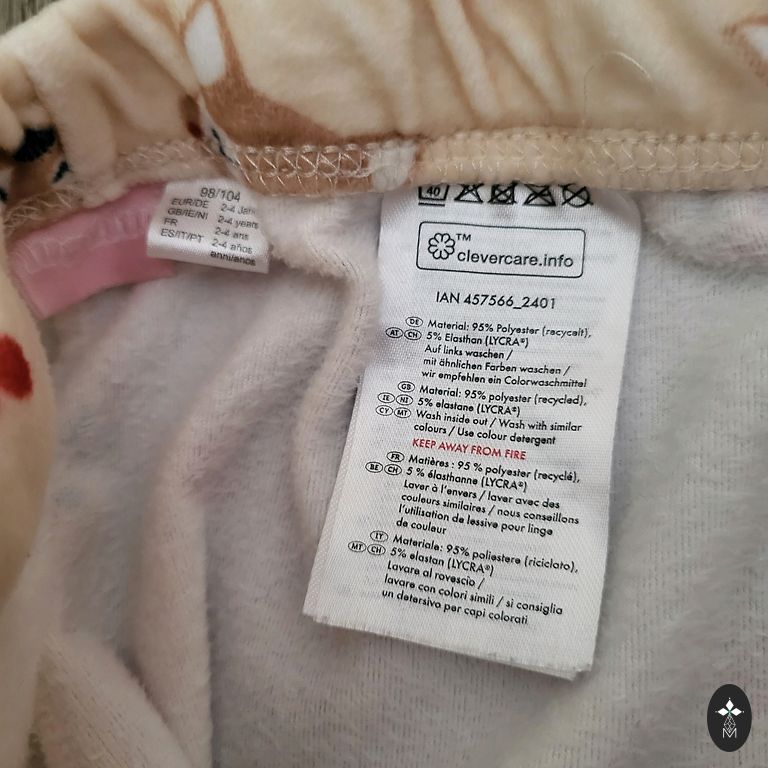 98/104
EUR/DE 2-4 Jahre
GB/IE/NI 2-4 years
FR 2-4 ans
ES/IT/PT 2-4 años
anni/anos
40
TM
clevercare.info
IAN 457566_2401
DE Material: 95% Polyester (recycelt),
AT CH 5% Elasthan (LYCRA®)
Auf links waschen /
mit ähnlichen Farben waschen /
wir empfehlen ein Colorwaschmittel
GB Material: 95% polyester (recycled),
IE NI 5% elastane (LYCRA®)
CY MT Wash inside out / Wash with similar
colours / Use colour detergent
KEEP AWAY FROM FIRE
FR Matières : 95 % polyester (recyclé),
BE CH 5 % élasthanne (LYCRA®)
Laver à l'envers / laver avec des
couleurs similaires / nous conseillons
l'utilisation de lessive pour linge
de couleur
IT Materiale: 95% poliestere (riciclato),
MT CH 5% elastan (LYCRA®)
Lavare al rovescio /
lavare con colori simili / si consiglia
un detersivo per capi colorati
M